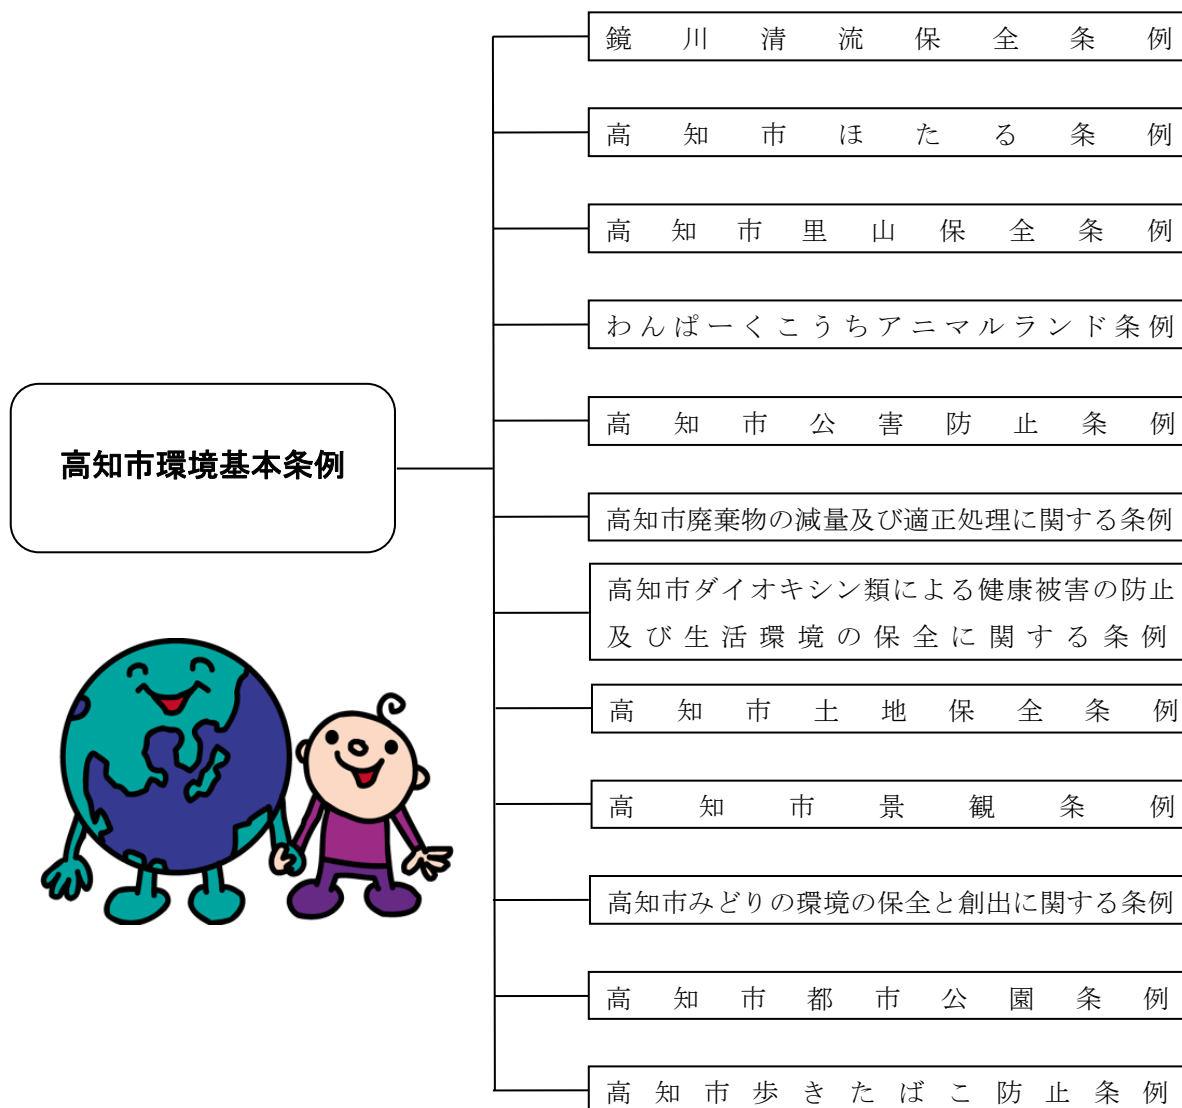 鏡川清流保全条例
高知市ほたる条例
高知市里山保全条例
わんぱーくこうちアニマルランド条例
高知市公害防止条例
高知市環境基本条例
高知市廃棄物の減量及び適正処理に関する条例
高知市ダイオキシン類による健康被害の防止
及び生活環境の保全に関する条例
高知市土地保全条例
高知市景観条例
高知市みどりの環境の保全と創出に関する条例
高知市都市公園条例
高知市歩きたばこ防止条例